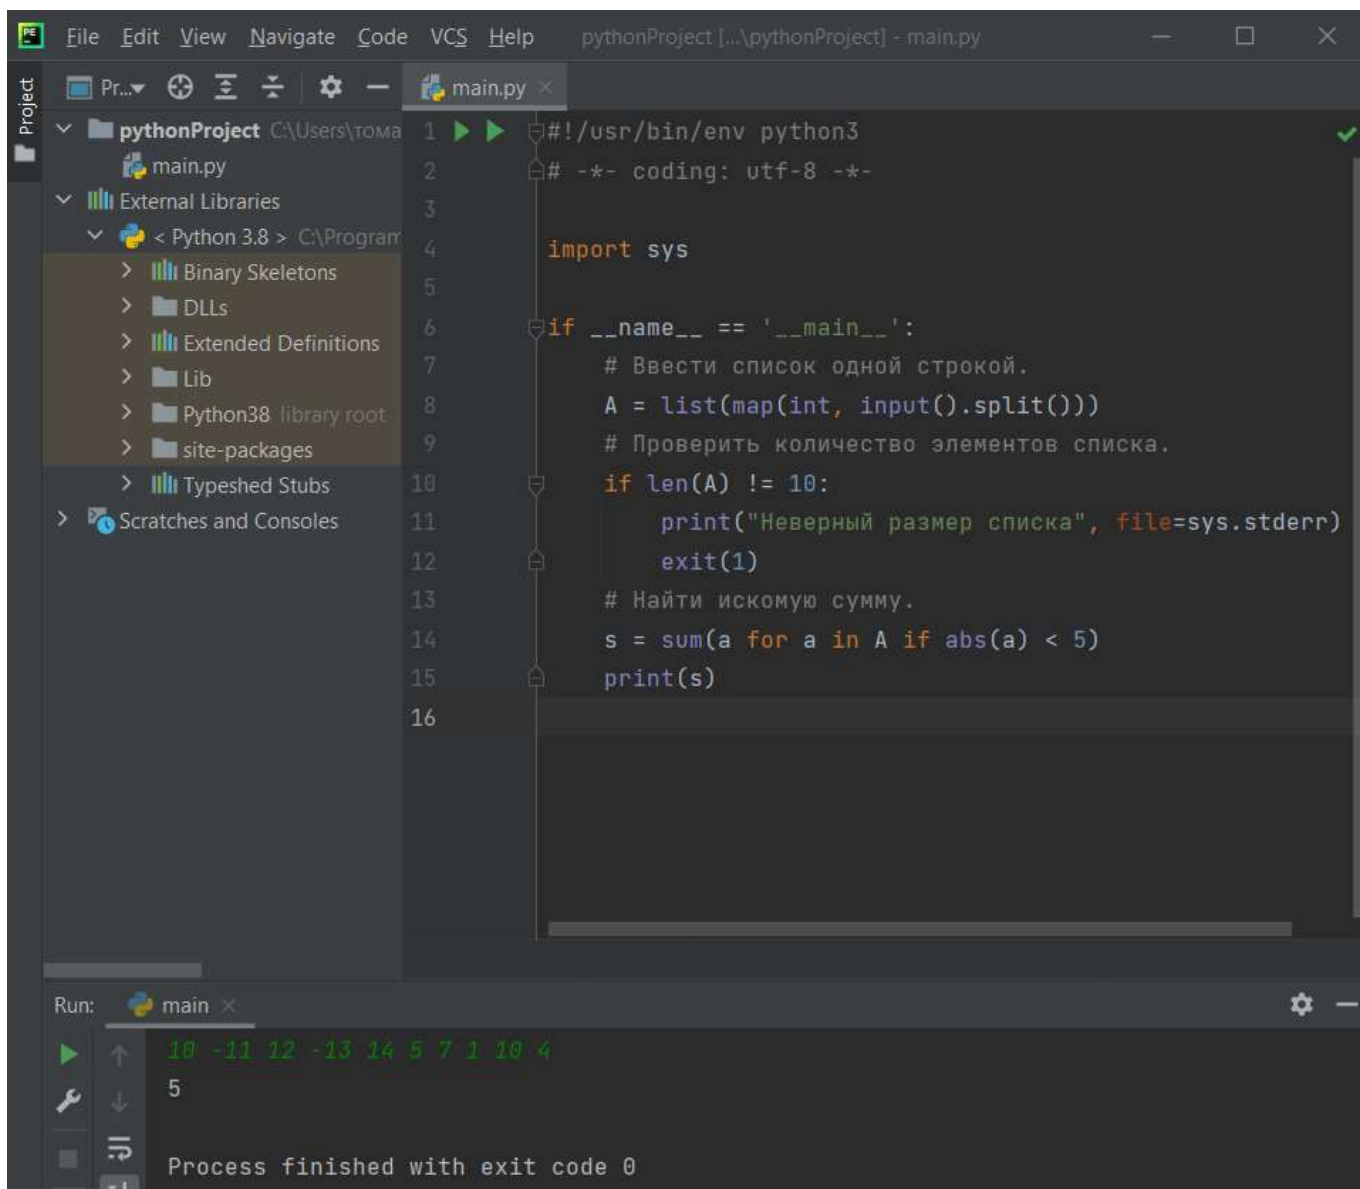 PE File Edit View Navigate Code VCS Help pythonProject [...\pythonProject] - main.py
Project
Pr... main.py
pythonProject C:\Users\тома
main.py
External Libraries
< Python 3.8 > C:\Program
Binary Skeletons
DLLs
Extended Definitions
Lib
Python38 library root
site-packages
Typeshed Stubs
Scratches and Consoles
1 #!/usr/bin/env python3
2 # -*- coding: utf-8 -*-
3
4 import sys
5
6 if __name__ == '__main__':
7 # Ввести список одной строкой.
8 A = list(map(int, input().split()))
9 # Проверить количество элементов списка.
10 if len(A) != 10:
11 print("Неверный размер списка", file=sys.stderr)
12 exit(1)
13 # Найти искомую сумму.
14 s = sum(a for a in A if abs(a) < 5)
15 print(s)
16
Run: main
10 -11 12 -13 14 5 7 1 10 4
5
Process finished with exit code 0